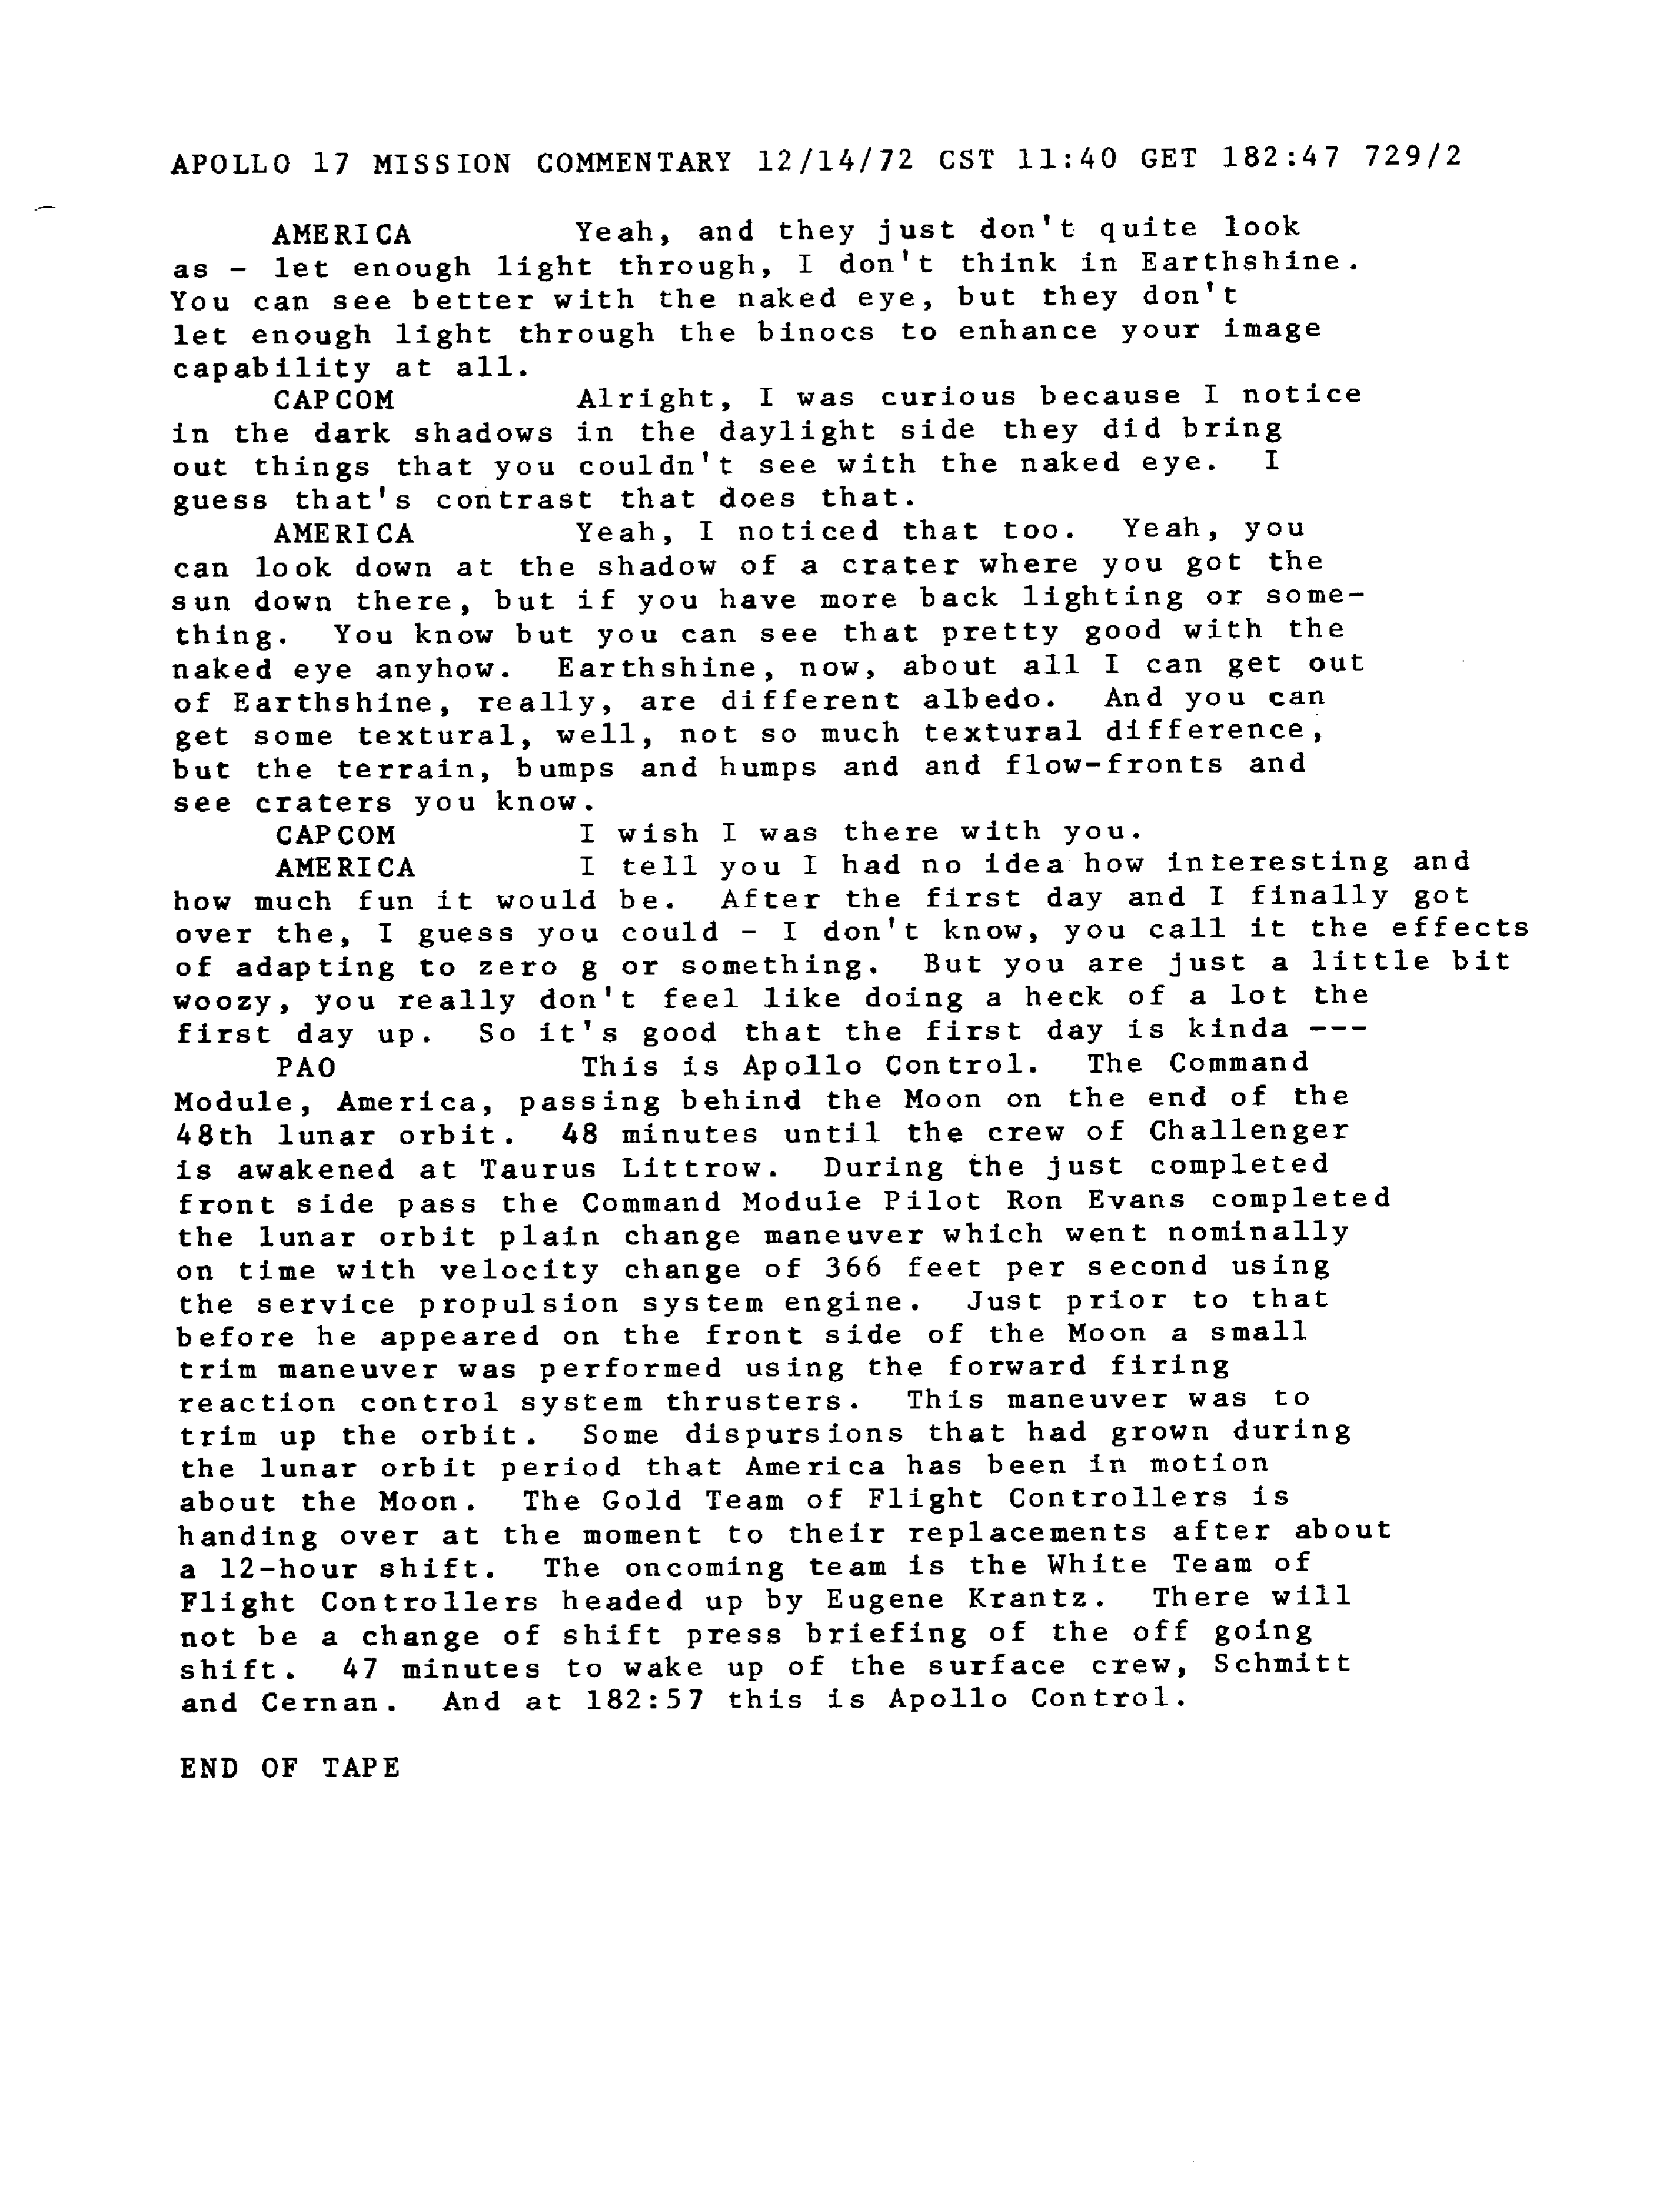 APOLLO 17 MISSION COMMENTARY 12/14/72 CST 11:40 GET 182:47 729/2
AMERICA Yeah, and they just don't quite look
as - let enough light through, I don't think in Earthshine.
You can see better with the naked eye, but they don't
let enough light through the binocs to enhance your image
capability at all.
CAPCOM Alright, I was curious because I notice
in the dark shadows in the daylight side they did bring
out things that you couldn't see with the naked eye. I
guess that's contrast that does that.
AMERICA Yeah, I noticed that too. Yeah, you
can look down at the shadow of a crater where you got the
sun down there, but if you have more back lighting or some-
thing. You know but you can see that pretty good with the
naked eye anyhow. Earthshine, now, about all I can get out
of Earthshine, really, are different albedo. And you can
get some textural, well, not so much textural difference,
but the terrain, bumps and humps and and flow-fronts and
see craters you know.
CAPCOM I wish I was there with you.
AMERICA I tell you I had no idea how interesting and
how much fun it would be. After the first day and I finally got
over the, I guess you could - I don't know, you call it the effects
of adapting to zero g or something. But you are just a little bit
woozy, you really don't feel like doing a heck of a lot the
first day up. So it's good that the first day is kinda ---
PAO This is Apollo Control. The Command
Module, America, passing behind the Moon on the end of the
48th lunar orbit. 48 minutes until the crew of Challenger
is awakened at Taurus Littrow. During the just completed
front side pass the Command Module Pilot Ron Evans completed
the lunar orbit plain change maneuver which went nominally
on time with velocity change of 366 feet per second using
the service propulsion system engine. Just prior to that
before he appeared on the front side of the Moon a small
trim maneuver was performed using the forward firing
reaction control system thrusters. This maneuver was to
trim up the orbit. Some dispursions that had grown during
the lunar orbit period that America has been in motion
about the Moon. The Gold Team of Flight Controllers is
handing over at the moment to their replacements after about
a 12-hour shift. The oncoming team is the White Team of
Flight Controllers headed up by Eugene Krantz. There will
not be a change of shift press briefing of the off going
shift. 47 minutes to wake up of the surface crew, Schmitt
and Cernan. And at 182:57 this is Apollo Control.
END OF TAPE